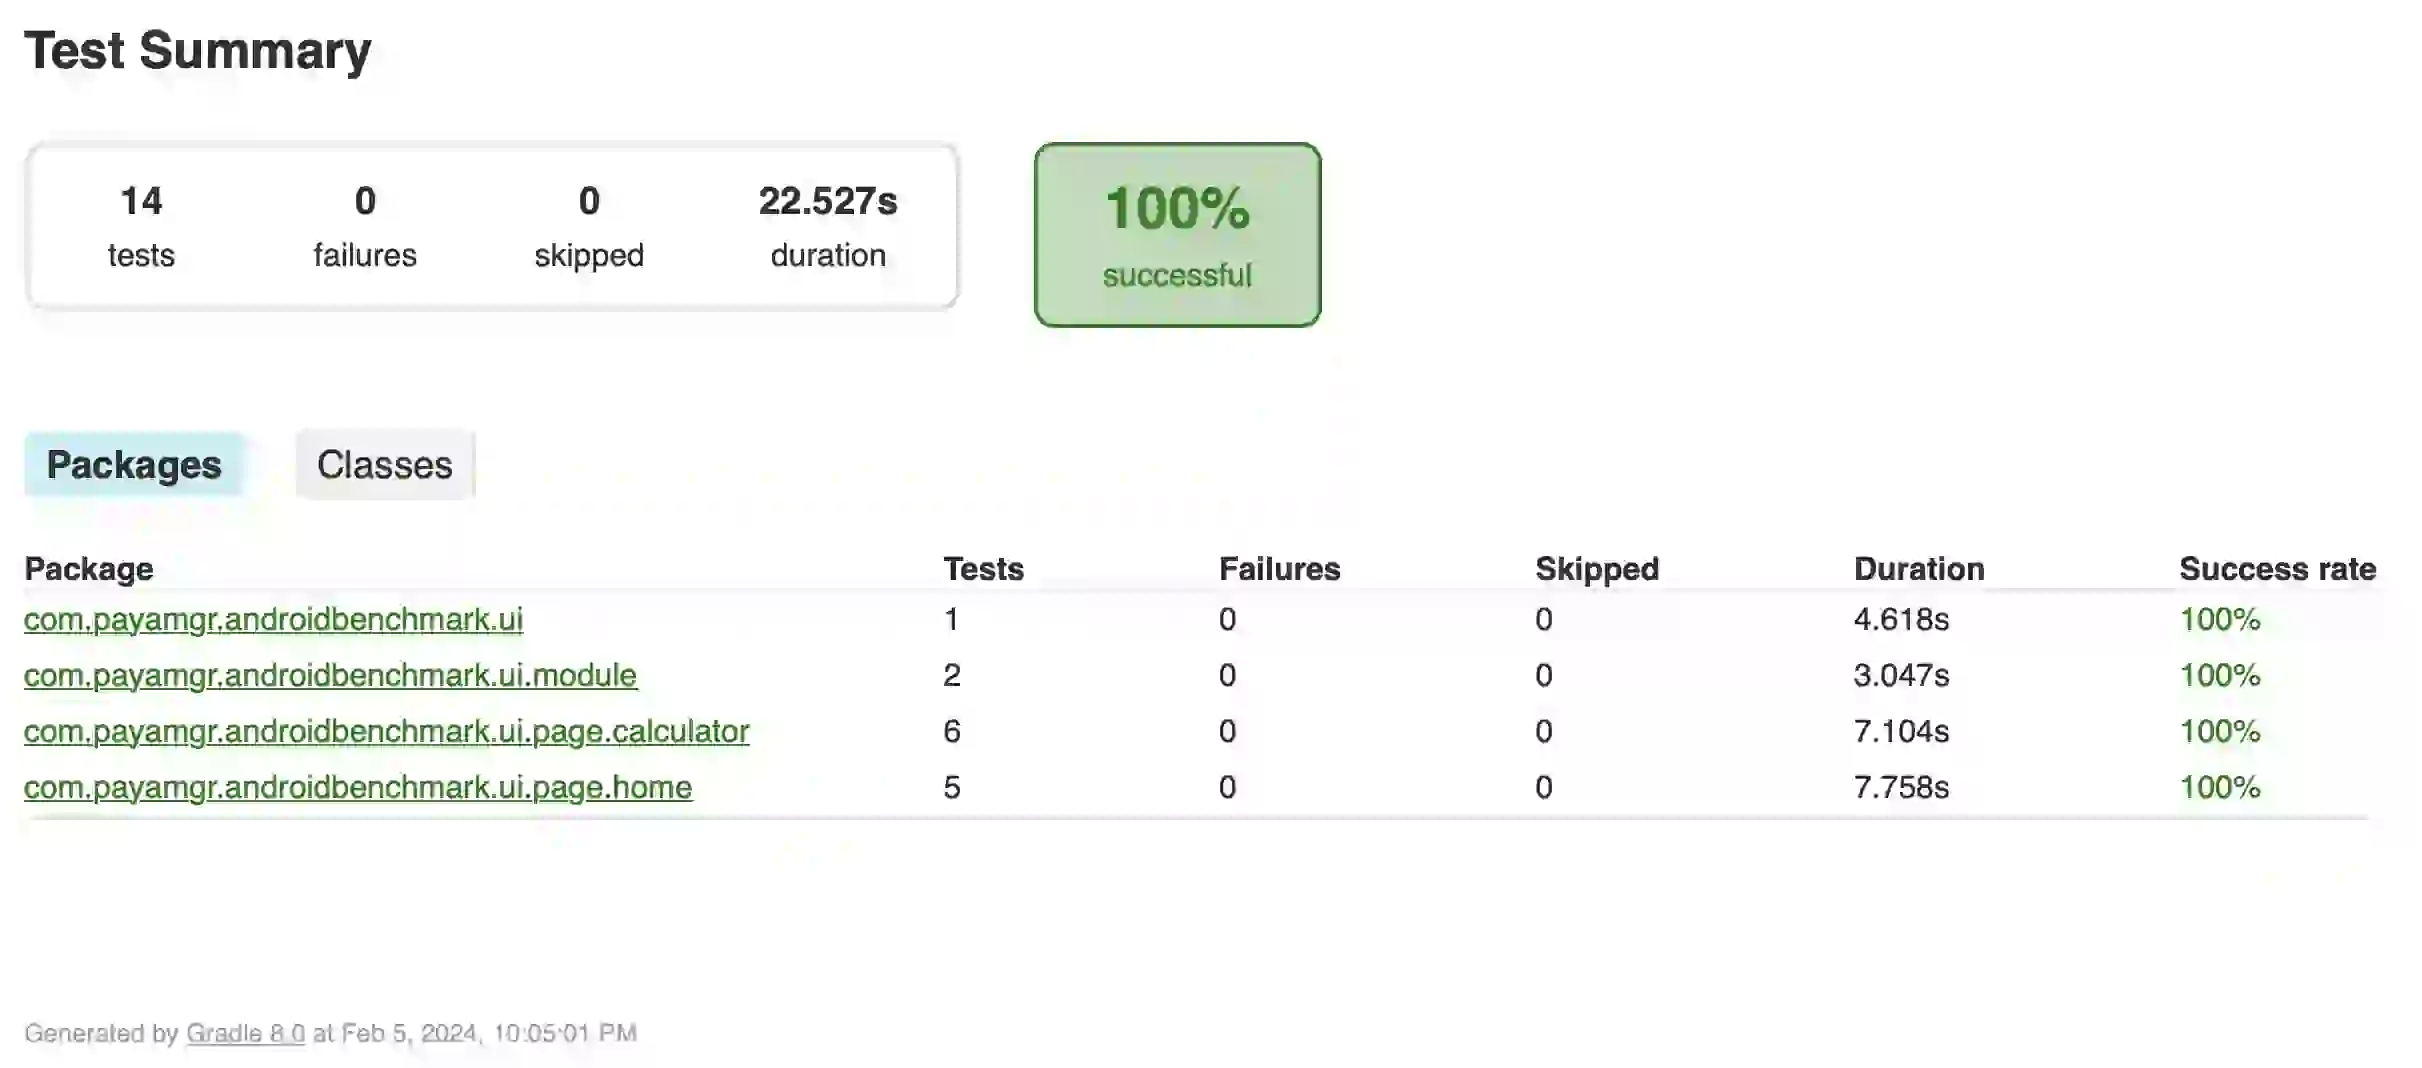 Test Summary
14 0 0 22.527s
tests failures skipped duration
100%
successful
Packages Classes
Package Tests Failures Skipped Duration Success rate
com.payamgr.androidbenchmark.ui 1 0 0 4.618s 100%
com.payamgr.androidbenchmark.ui.module 2 0 0 3.047s 100%
com.payamgr.androidbenchmark.ui.page.calculator 6 0 0 7.104s 100%
com.payamgr.androidbenchmark.ui.page.home 5 0 0 7.758s 100%
Generated by Gradle 8.0 at Feb 5, 2024, 10:05:01 PM